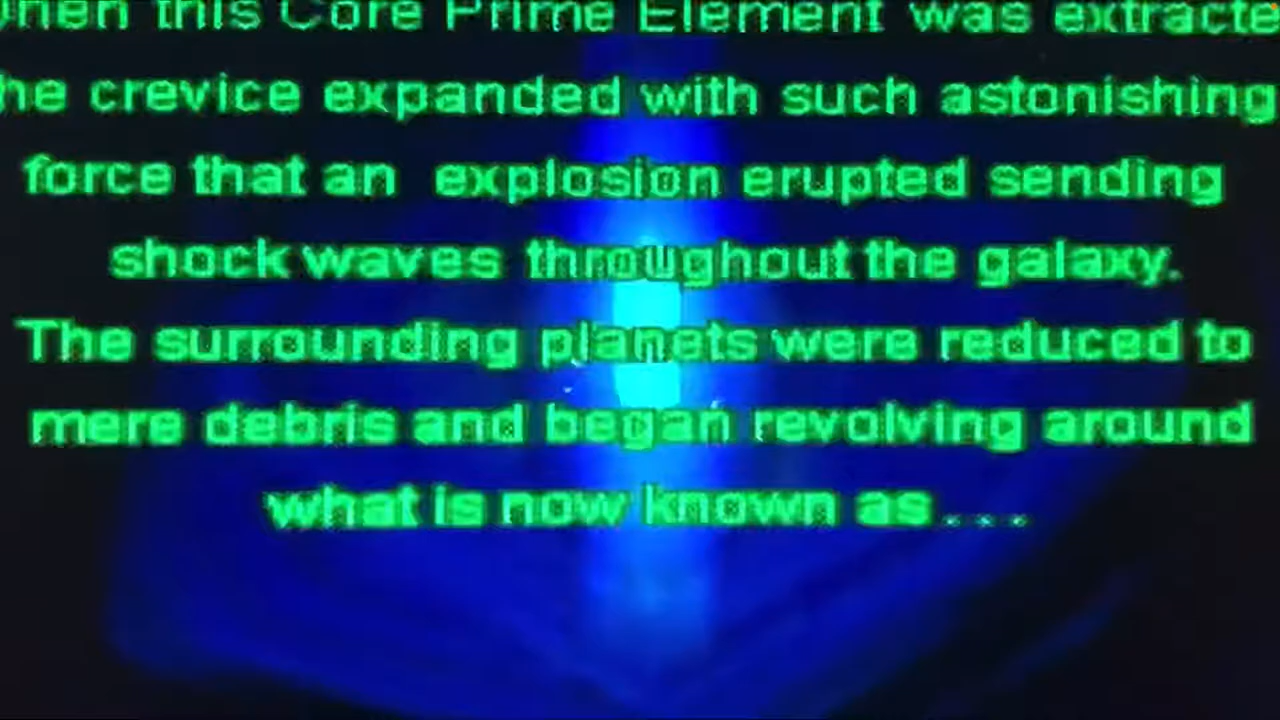 when this Core Prime Element was extracte
he crevice expanded with such astonishing
force that an explosion erupted sending
shock waves throughout the galaxy.
The surrounding planets were reduced to
mere debris and began revolving around
what is now known as . . .